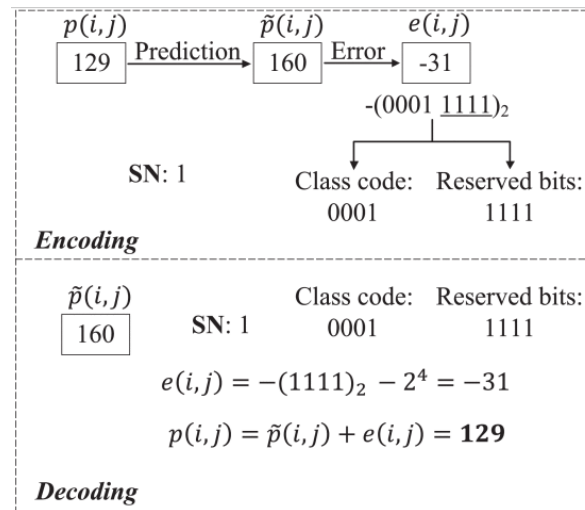 p(i,j) p̃(i,j) e(i,j)
129 Prediction 160 Error -31
-(0001 1111)₂
SN: 1 Class code: Reserved bits:
0001 1111
Encoding
p̃(i,j) Class code: Reserved bits:
160 SN: 1 0001 1111
e(i,j) = −(1111)₂ − 2⁴ = −31
p(i,j) = p̃(i,j) + e(i,j) = 129
Decoding